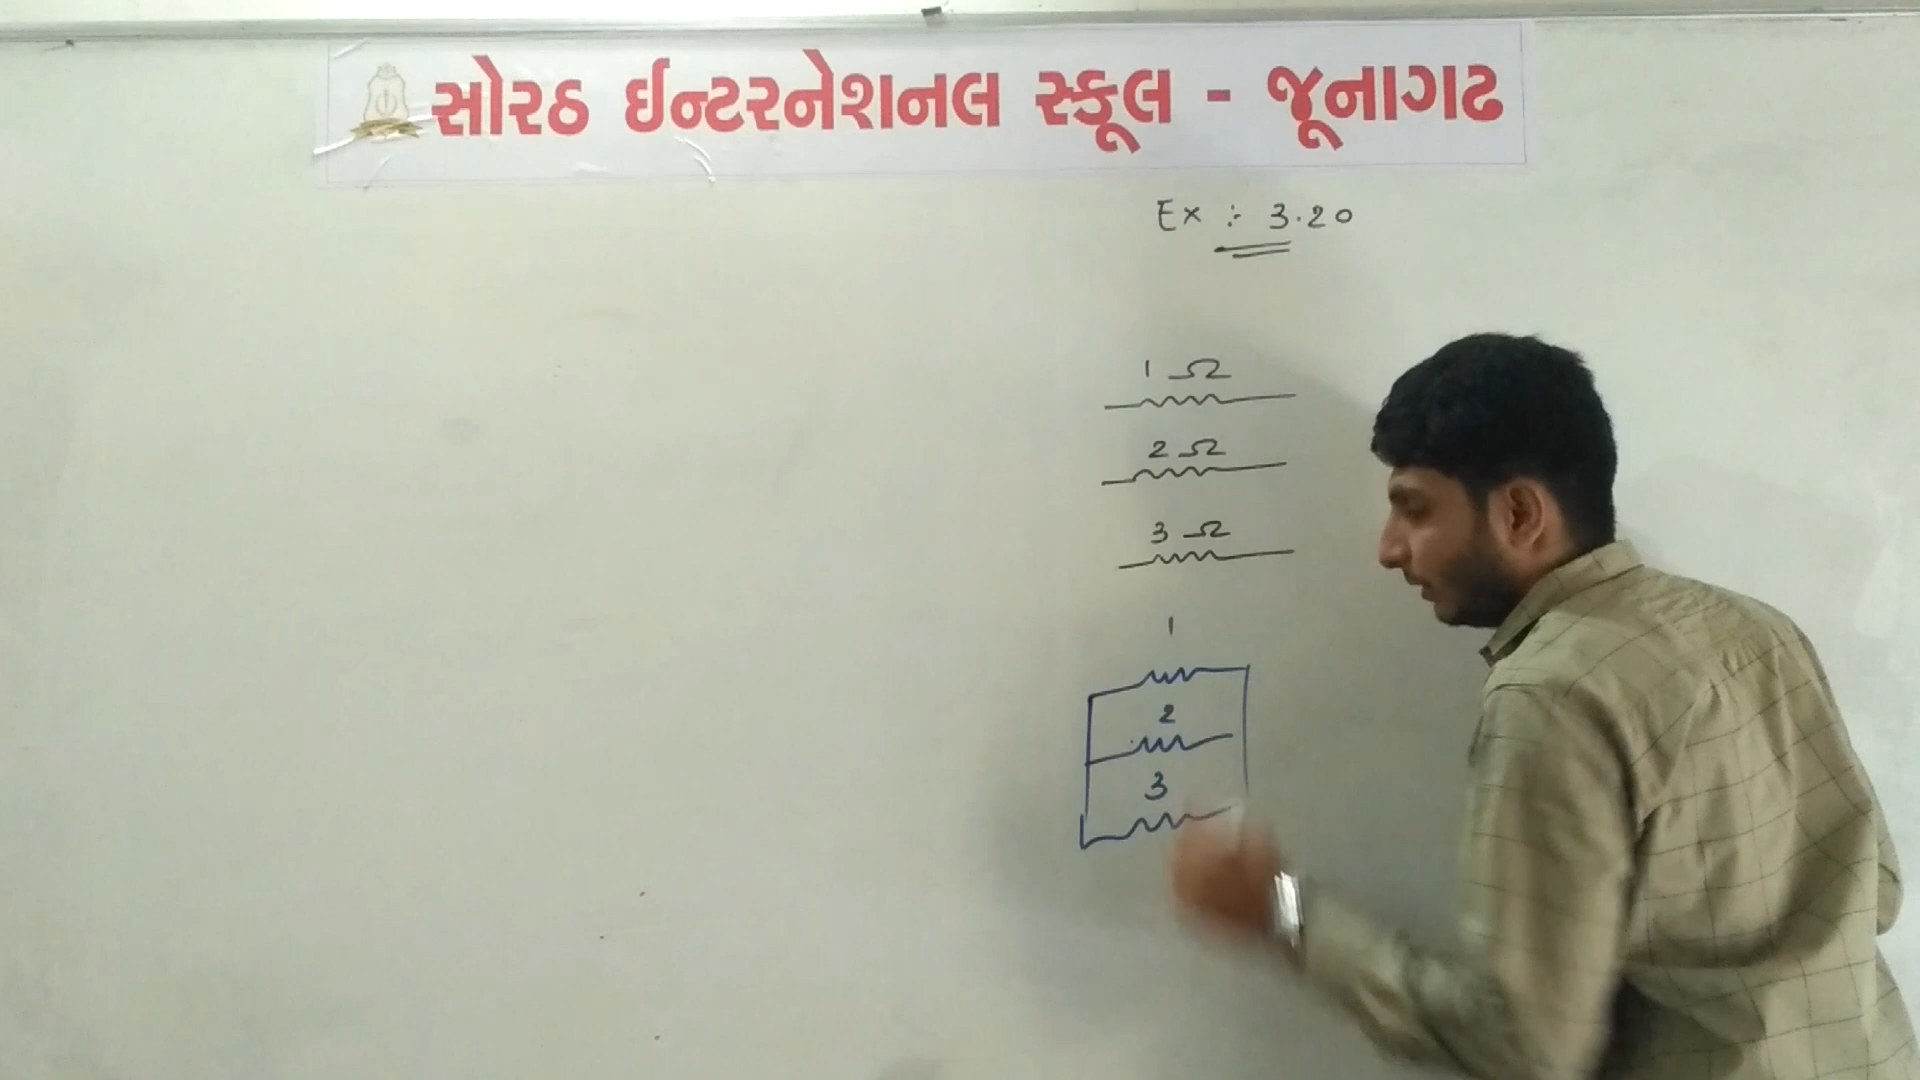 સોરઠ ઈન્ટરનેશનલ સ્કૂલ - જૂનાગઢ
Ex :- 3.20
1 Ω
2 Ω
3 Ω
1
2
3